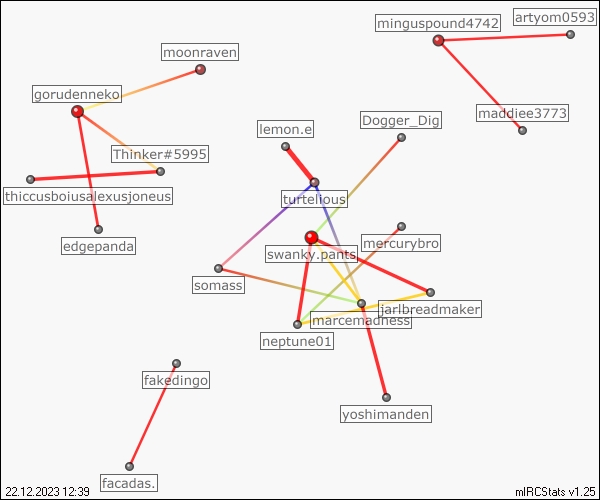 artyom0593
minguspound4742
moonraven
gorudenneko
maddiee3773
Dogger_Dig
lemon.e
Thinker#5995
thiccusboiusalexusjoneus
turtelious
edgepanda
mercurybro
swanky.pants
somass
jarlbreadmaker
marcemadness
neptune01
fakedingo
yoshimanden
facadas.
22.12.2023 12:39
mIRCStats v1.25